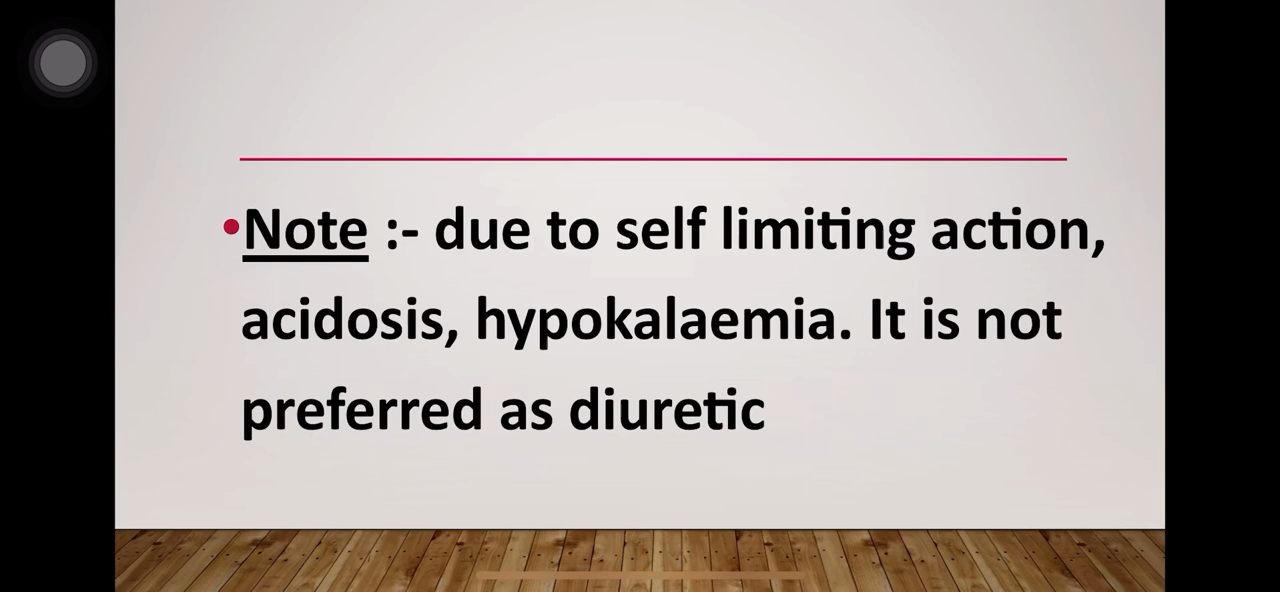 •Note :- due to self limiting action,
acidosis, hypokalaemia. It is not
preferred as diuretic